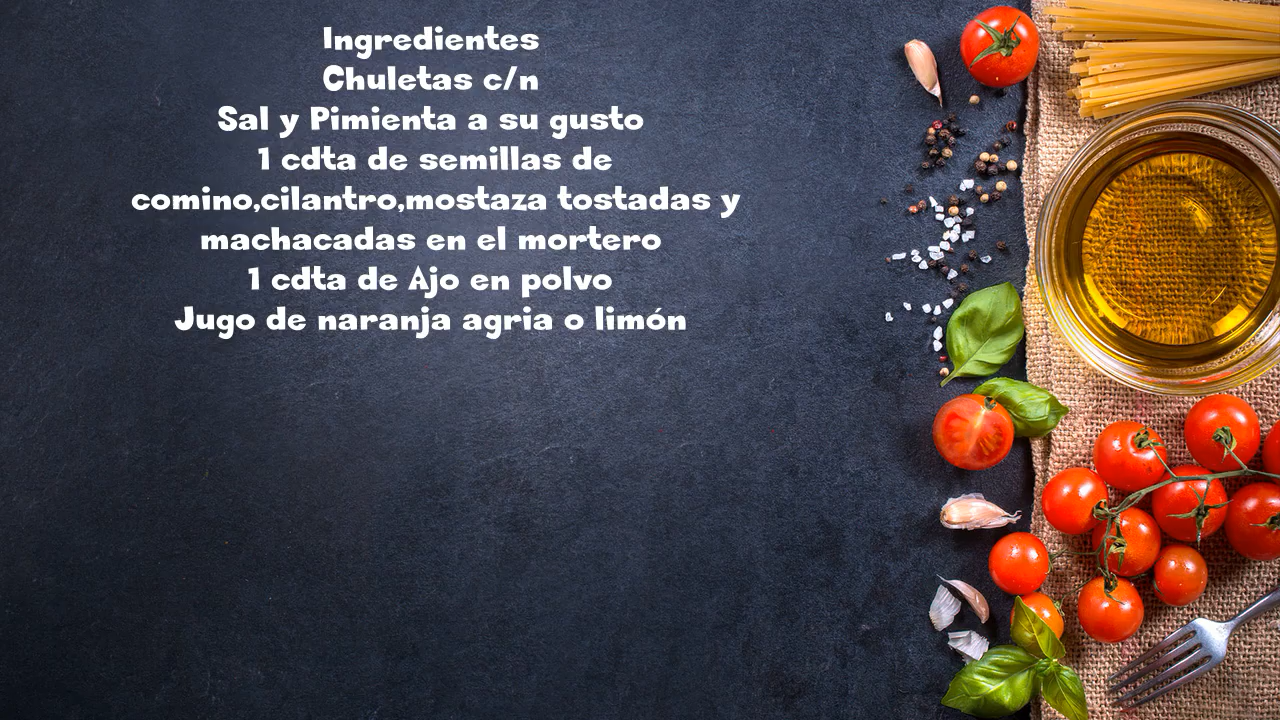 Ingredientes
Chuletas c/n
Sal y Pimienta a su gusto
1 cdta de semillas de
comino,cilantro,mostaza tostadas y
machacadas en el mortero
1 cdta de Ajo en polvo
Jugo de naranja agria o limón